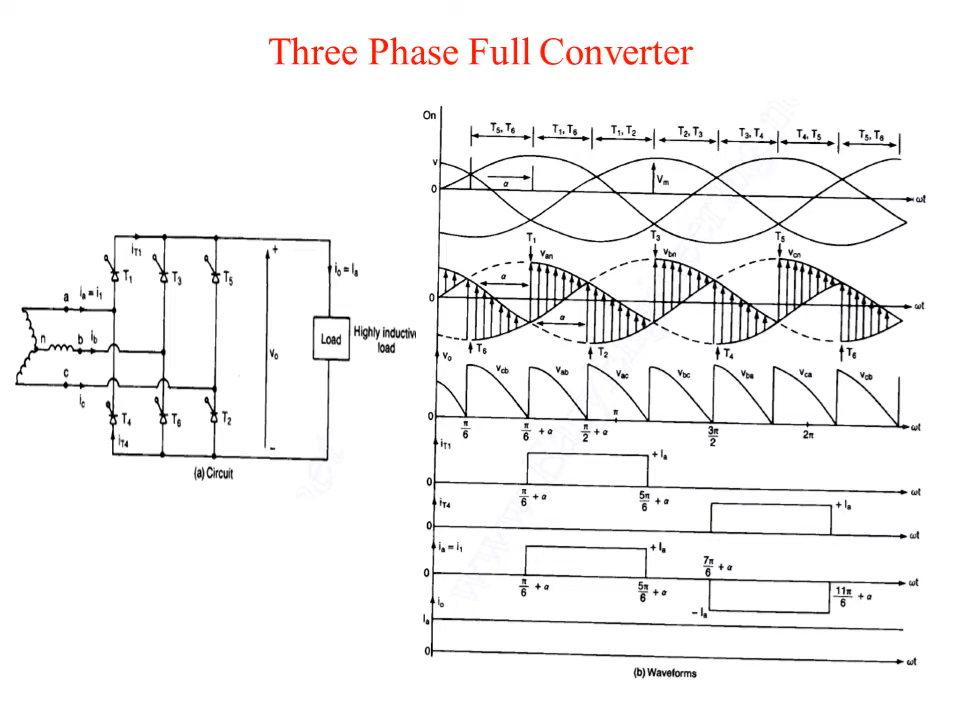 Three Phase Full Converter
On
T5, T6 T1, T6 T1, T2 T2, T3 T3, T4 T4, T5 T5, T6
v
0
α
Vm
ωt
T1 T3 T5
van vbn vcn
α
0
ωt
α
T6 T2 T4 T6
vo
vcb vab vac vbc vba vca vcb
0
π/6 π/6 + α π/2 + α π 3π/2 2π
ωt
iT1
+ Ia
0
π/6 + α 5π/6 + α
ωt
iT4
+ Ia
0
ωt
ia = i1
+ Ia
7π/6 + α
0
ωt
π/6 + α 5π/6 + α
11π/6 + α
– Ia
io
Ia
0
ωt
(b) Waveforms
iT1
+
T1 T3 T5
io = Ia
a ia = i1
n b ib
vo
Load
Highly inductive
load
c
ic
T4 T6 T2
iT4
–
(a) Circuit